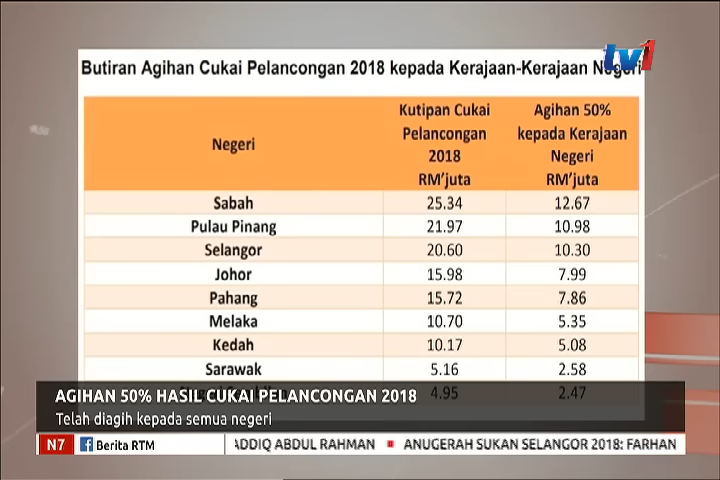 tv1
Butiran Agihan Cukai Pelancongan 2018 kepada Kerajaan-Kerajaan Negeri
Negeri
Kutipan Cukai
Pelancongan
2018
RM'juta
Agihan 50%
kepada Kerajaan
Negeri
RM'juta
Sabah 25.34 12.67
Pulau Pinang 21.97 10.98
Selangor 20.60 10.30
Johor 15.98 7.99
Pahang 15.72 7.86
Melaka 10.70 5.35
Kedah 10.17 5.08
Sarawak 5.16 2.58
4.95 2.47
AGIHAN 50% HASIL CUKAI PELANCONGAN 2018
Telah diagih kepada semua negeri
N7 f Berita RTM ADDIQ ABDUL RAHMAN ANUGERAH SUKAN SELANGOR 2018: FARHAN